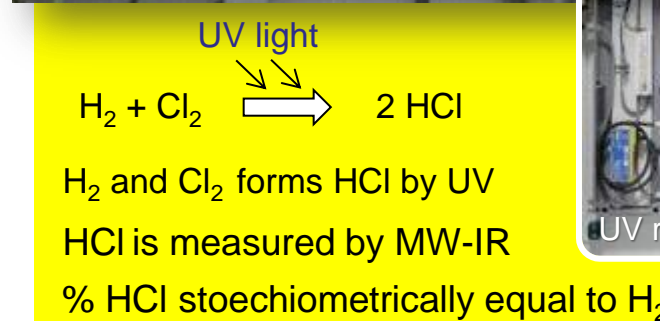 UV light
H₂ + Cl₂ 2 HCl
H₂ and Cl₂ forms HCl by UV
HCl is measured by MW-IR
UV
% HCl stoechiometrically equal to H₂